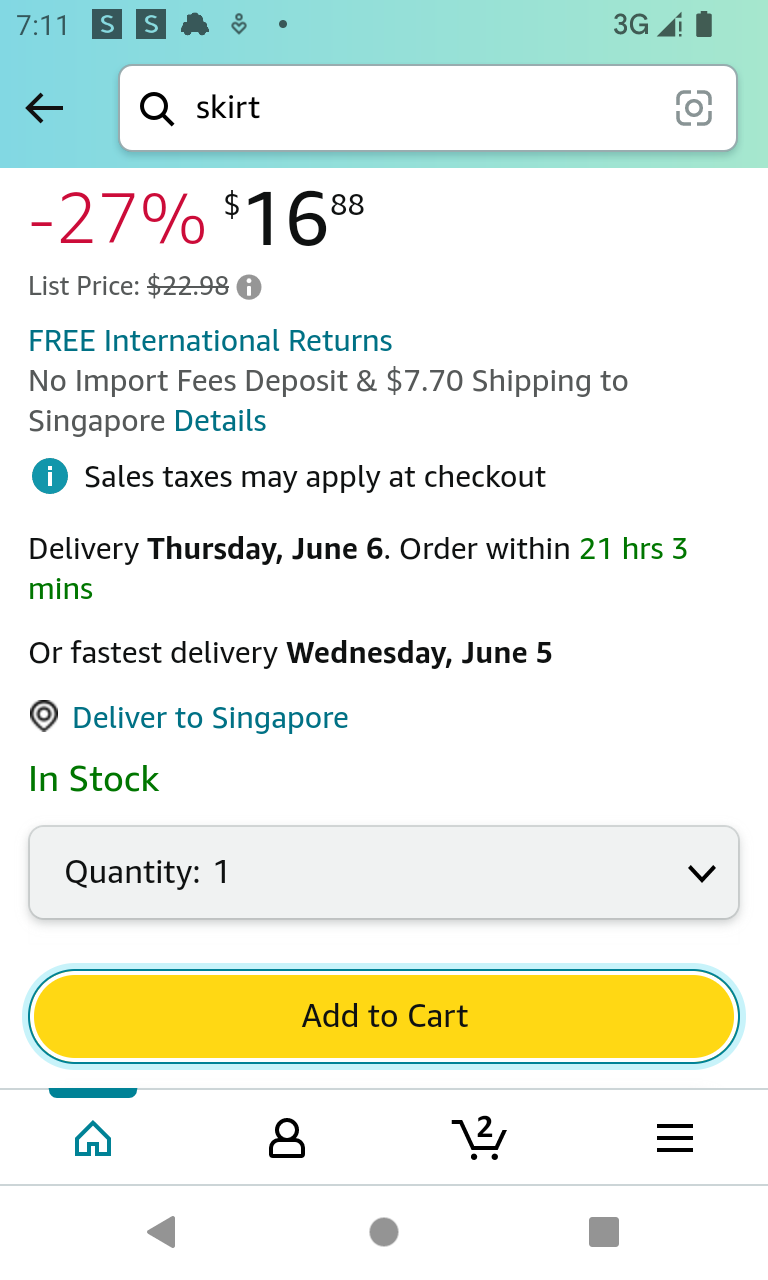 7:11 S S 3G
skirt
-27% $16 88
List Price: $22.98
FREE International Returns
No Import Fees Deposit & $7.70 Shipping to
Singapore Details
Sales taxes may apply at checkout
Delivery Thursday, June 6. Order within 21 hrs 3
mins
Or fastest delivery Wednesday, June 5
Deliver to Singapore
In Stock
Quantity: 1
Add to Cart
2